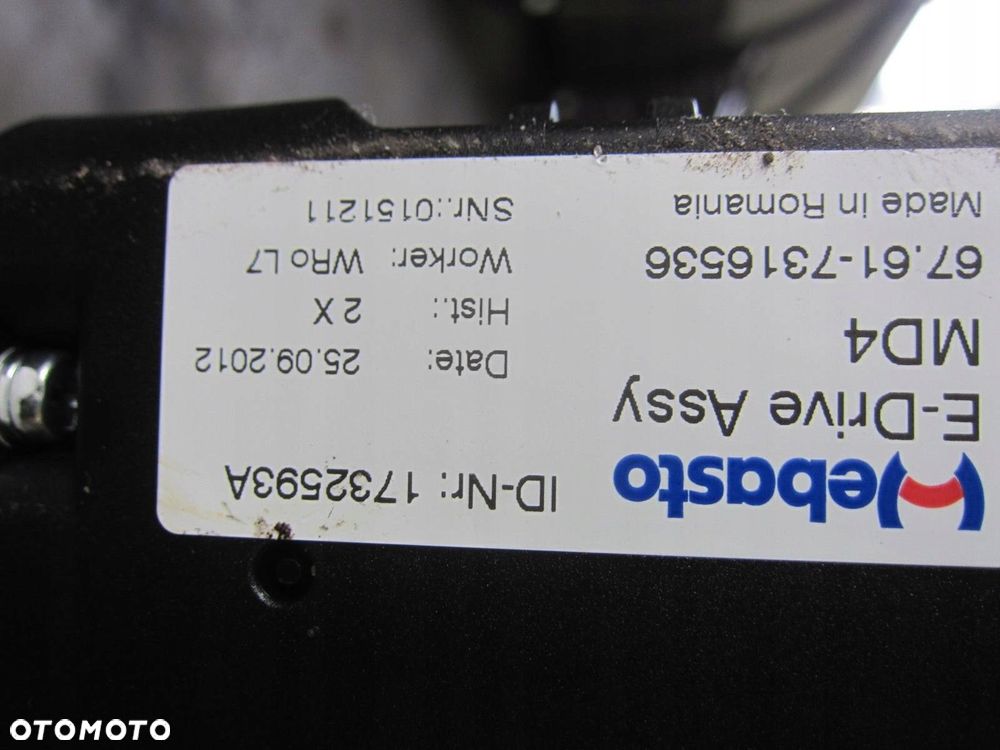 Webasto
E-Drive Assy
MD4
67.61-7316536
Made in Romania
ID-Nr: 1732593A
Date: 25.09.2012
Hist.: 2 X
Worker: WRo L7
SNr.:0151211
OTOMOTO